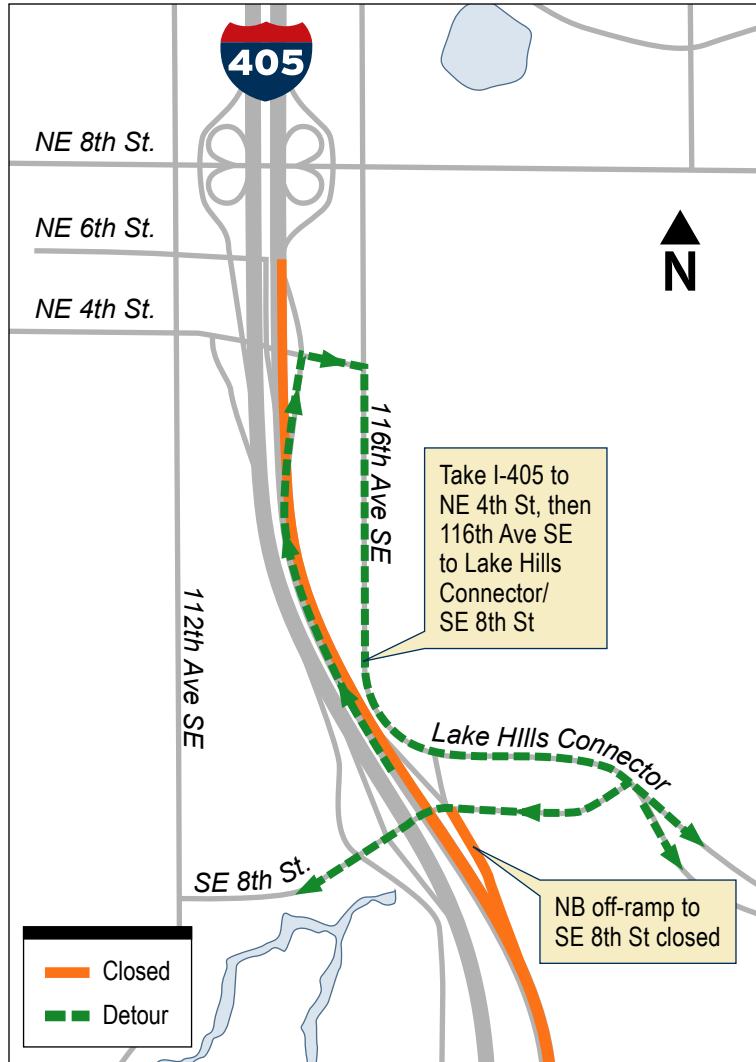 405
NE 8th St.
NE 6th St.
N
NE 4th St.
116th Ave SE
Take I-405 to
NE 4th St, then
116th Ave SE
to Lake Hills
Connector/
SE 8th St
112th Ave SE
Lake HIlls Connector
SE 8th St.
NB off-ramp to
SE 8th St closed
Closed
Detour